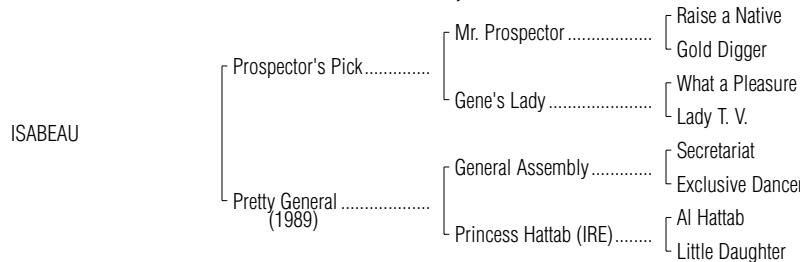 Raise a Native
Mr. Prospector ..................
Gold Digger
Prospector's Pick..............
What a Pleasure
Gene's Lady ......................
Lady T. V.
ISABEAU
Secretariat
General Assembly.............
Exclusive Dancer
Pretty General ...................
(1989)
Al Hattab
Princess Hattab (IRE)........
Little Daughter